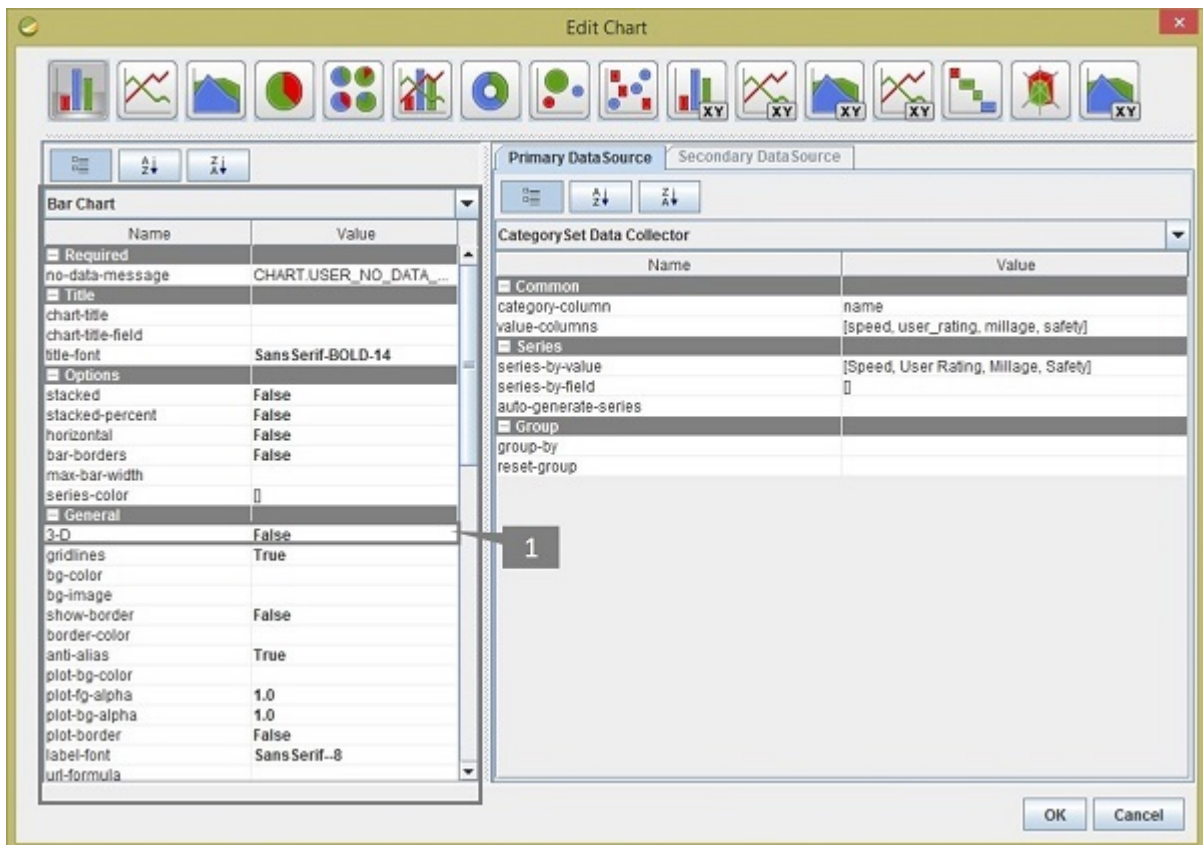 Edit Chart
XY XY XY XY XY
Primary DataSource Secondary DataSource
Bar Chart
Name Value
Required
no-data-message CHART.USER_NO_DATA_...
Title
chart-title
chart-title-field
title-font SansSerif-BOLD-14
Options
stacked False
stacked-percent False
horizontal False
bar-borders False
max-bar-width
series-color []
General
3-D False
gridlines True
bg-color
bg-image
show-border False
border-color
anti-alias True
plot-bg-color
plot-fg-alpha 1.0
plot-bg-alpha 1.0
plot-border False
label-font SansSerif--8
url-formula
1
CategorySet Data Collector
Name Value
Common
category-column name
value-columns [speed, user_rating, millage, safety]
Series
series-by-value [Speed, User Rating, Millage, Safety]
series-by-field []
auto-generate-series
Group
group-by
reset-group
OK Cancel